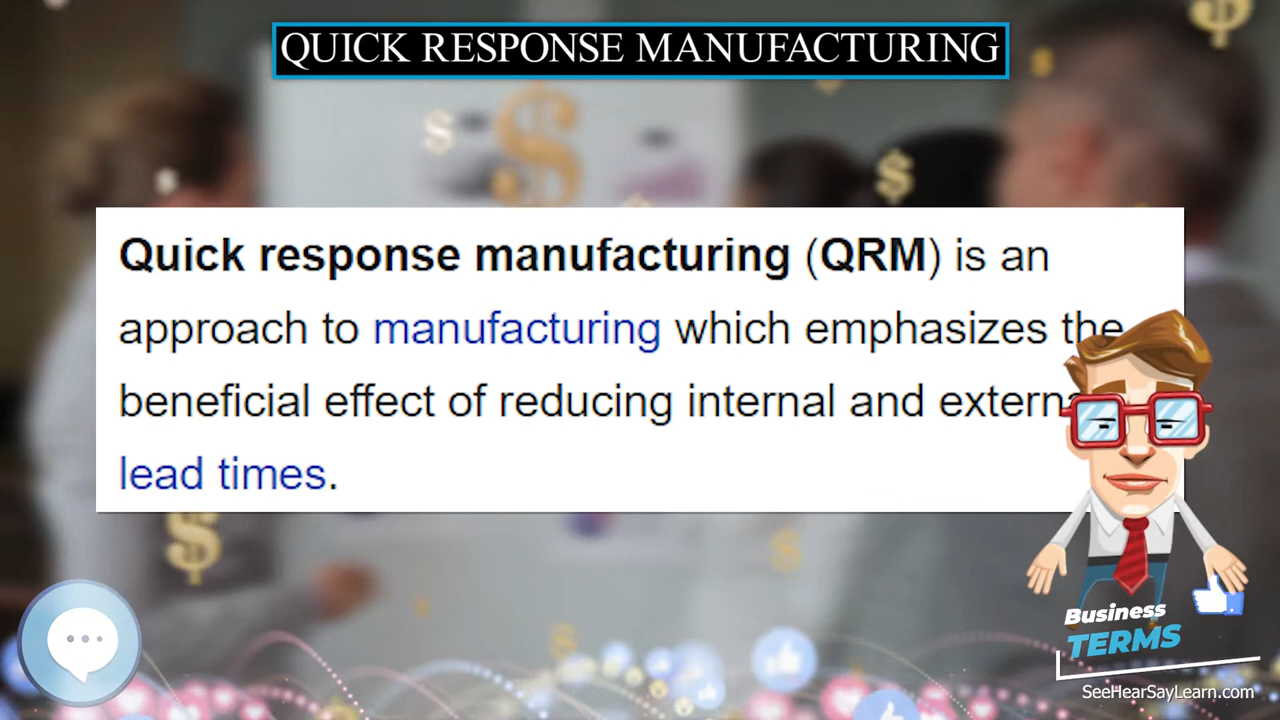 QUICK RESPONSE MANUFACTURING
Quick response manufacturing (QRM) is an
approach to manufacturing which emphasizes the
beneficial effect of reducing internal and externa
lead times.
Business
TERMS
SeeHearSayLearn.com